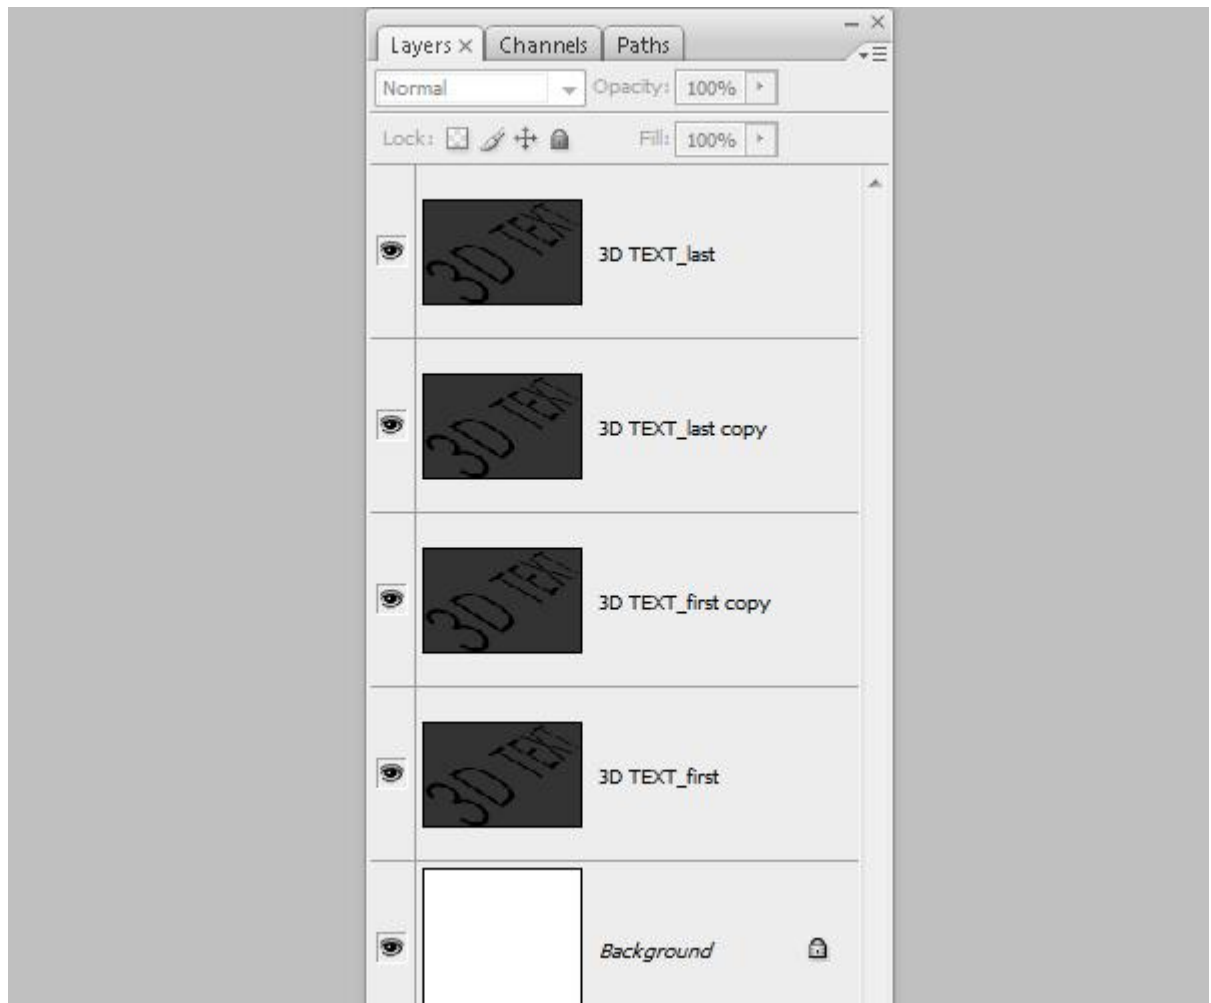 Layers Channels Paths
Normal Opacity: 100%
Lock: Fill: 100%
3D TEXT
3D TEXT_last
3D TEXT
3D TEXT_last copy
3D TEXT
3D TEXT_first copy
3D TEXT
3D TEXT_first
Background